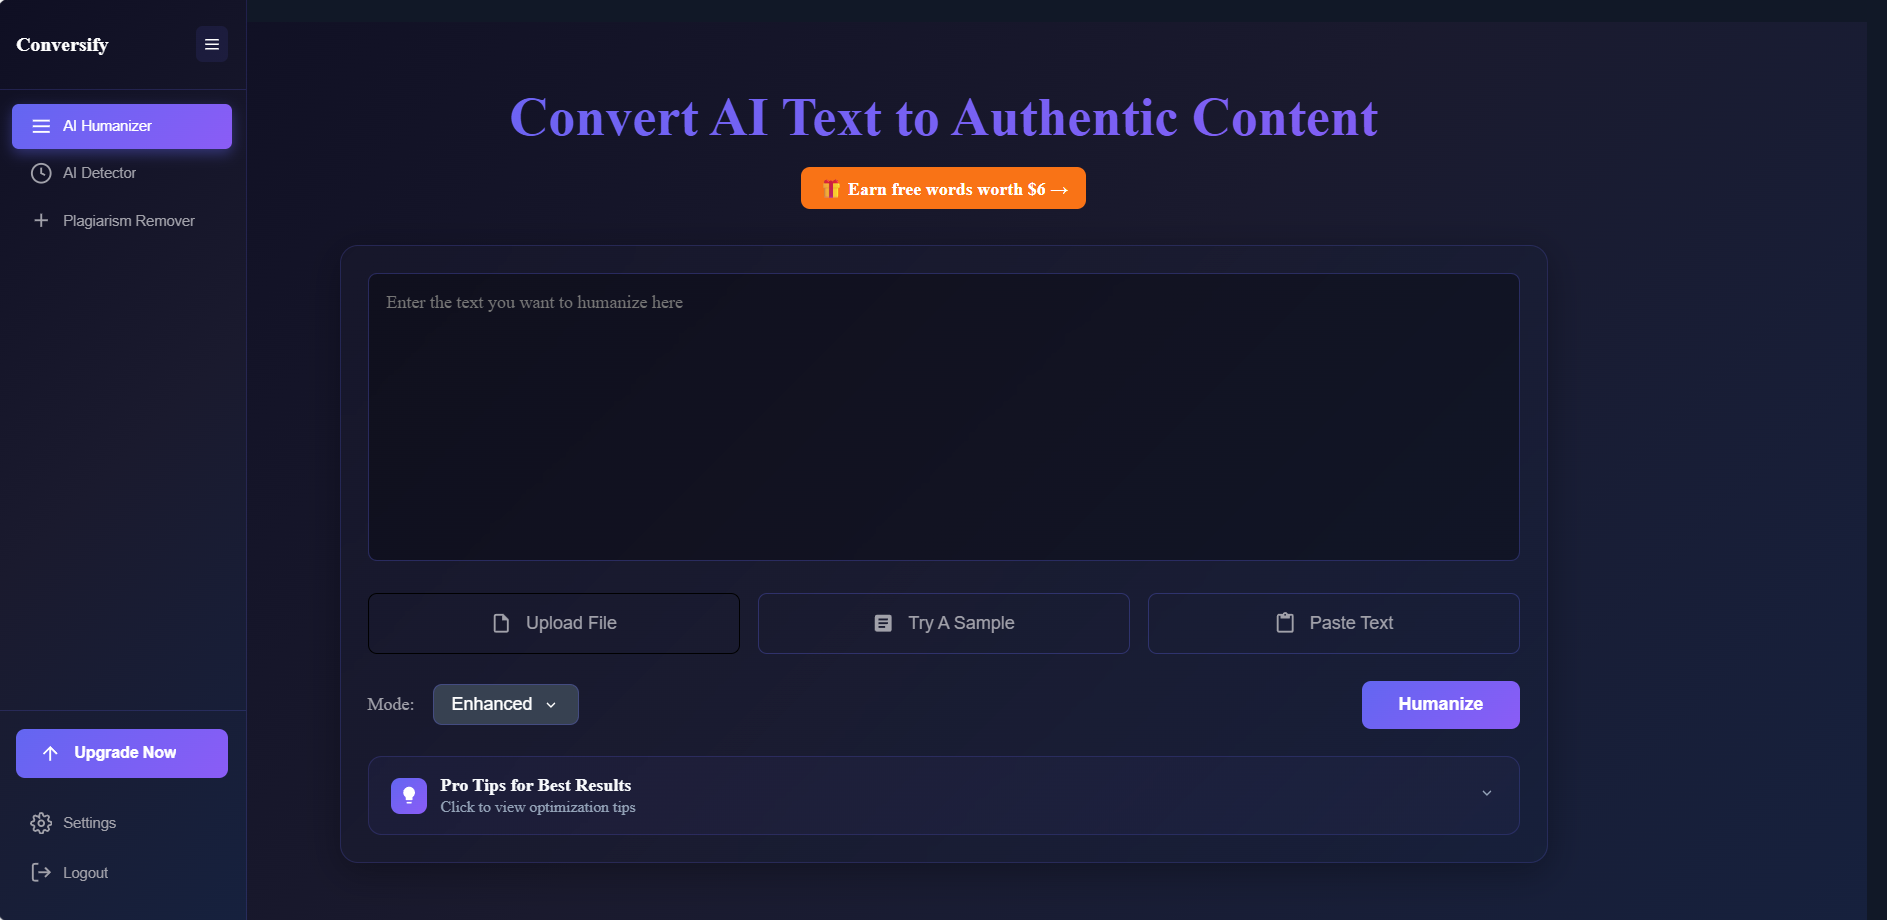 Conversify
AI Humanizer
AI Detector
Plagiarism Remover
Upgrade Now
Settings
Logout
Convert AI Text to Authentic Content
🎁 Earn free words worth $6 →
Enter the text you want to humanize here
Upload File
Try A Sample
Paste Text
Mode:
Enhanced
Humanize
Pro Tips for Best Results
Click to view optimization tips